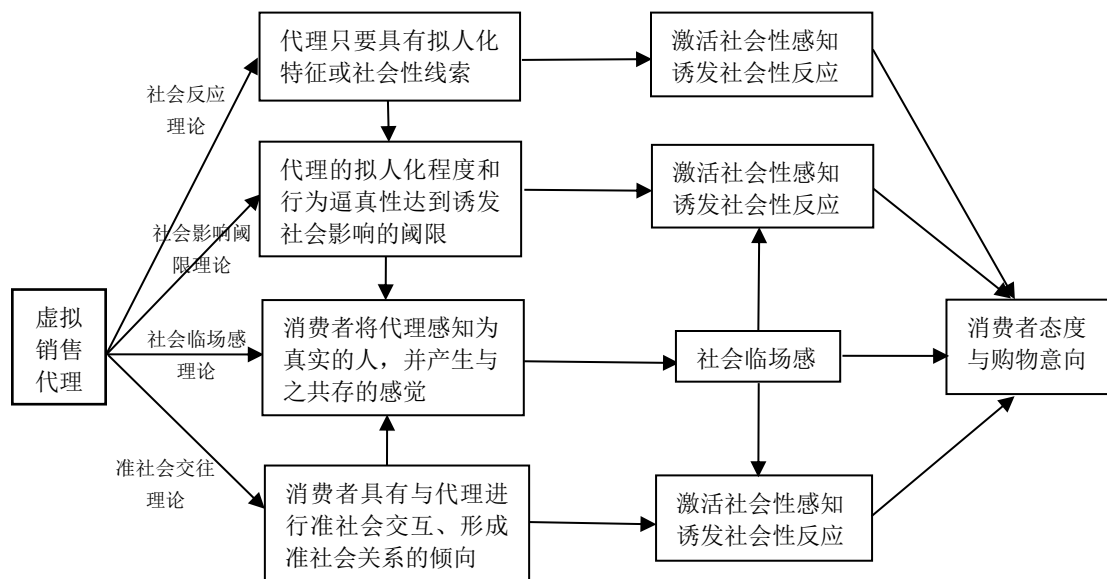 代理只要具有拟人化
特征或社会性线索
激活社会性感知
诱发社会性反应
社会反应
理论
代理的拟人化程度和
行为逼真性达到诱发
社会影响的阈限
激活社会性感知
诱发社会性反应
社会影响阈
限理论
虚拟
销售
代理
社会临场感
理论
消费者将代理感知为
真实的人，并产生与
之共存的感觉
社会临场感
消费者态度
与购物意向
准社会交往
理论
消费者具有与代理进
行准社会交互、形成
准社会关系的倾向
激活社会性感知
诱发社会性反应